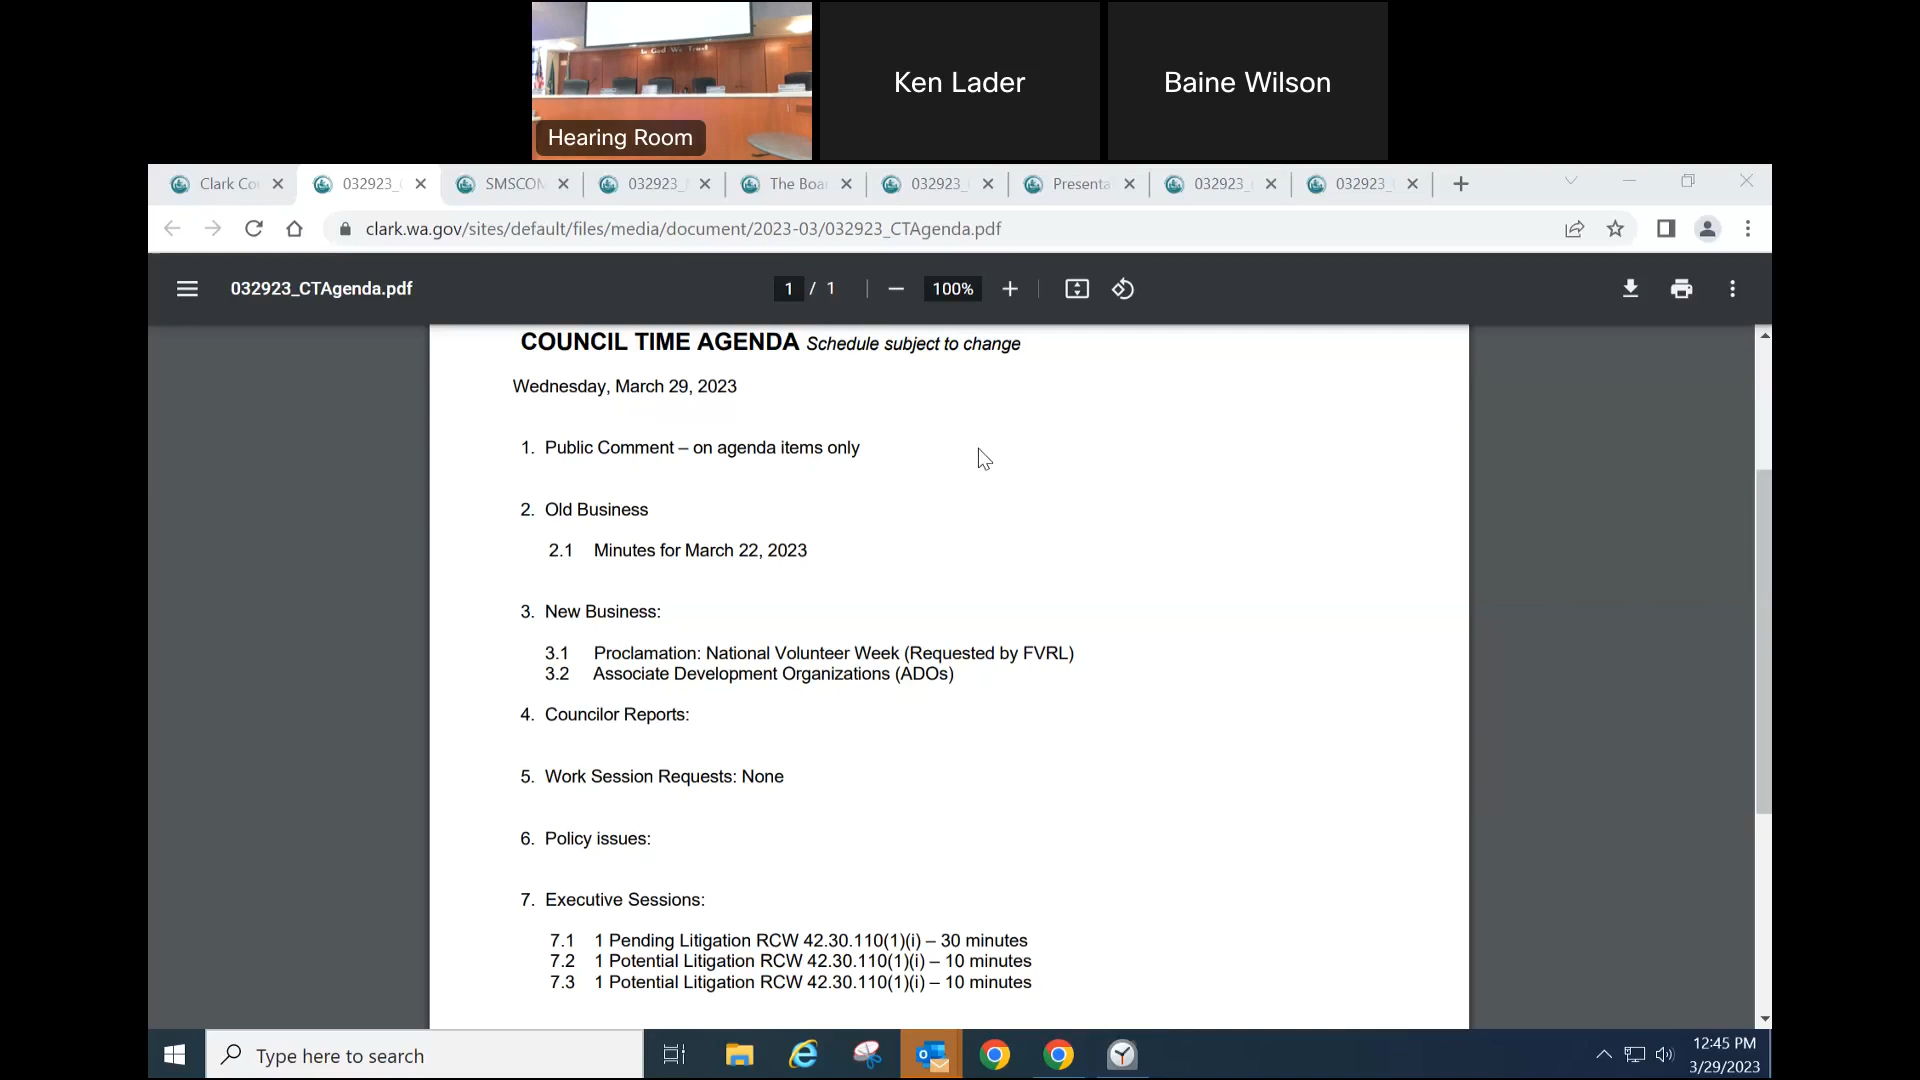 In God We Trust
Hearing Room
Ken Lader
Baine Wilson
Clark Co
032923_
SMSCOM
032923_
The Boa
032923_
Presenta
032923_
032923_
clark.wa.gov/sites/default/files/media/document/2023-03/032923_CTAgenda.pdf
032923_CTAgenda.pdf
1 / 1
100%
COUNCIL TIME AGENDA Schedule subject to change
Wednesday, March 29, 2023
1. Public Comment – on agenda items only
2. Old Business
2.1 Minutes for March 22, 2023
3. New Business:
3.1 Proclamation: National Volunteer Week (Requested by FVRL)
3.2 Associate Development Organizations (ADOs)
4. Councilor Reports:
5. Work Session Requests: None
6. Policy issues:
7. Executive Sessions:
7.1 1 Pending Litigation RCW 42.30.110(1)(i) – 30 minutes
7.2 1 Potential Litigation RCW 42.30.110(1)(i) – 10 minutes
7.3 1 Potential Litigation RCW 42.30.110(1)(i) – 10 minutes
Type here to search
12:45 PM
3/29/2023